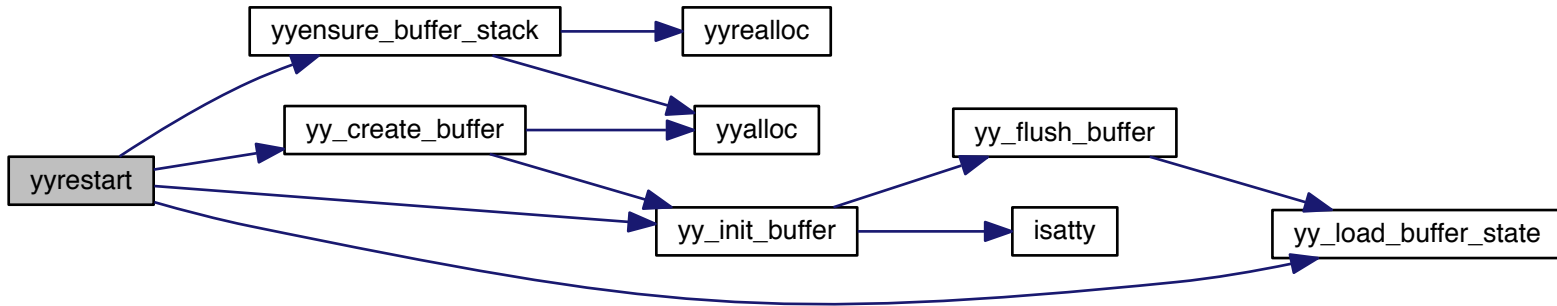 yyensure_buffer_stack
yyrealloc
yy_create_buffer
yyalloc
yy_flush_buffer
yyrestart
yy_init_buffer
isatty
yy_load_buffer_state